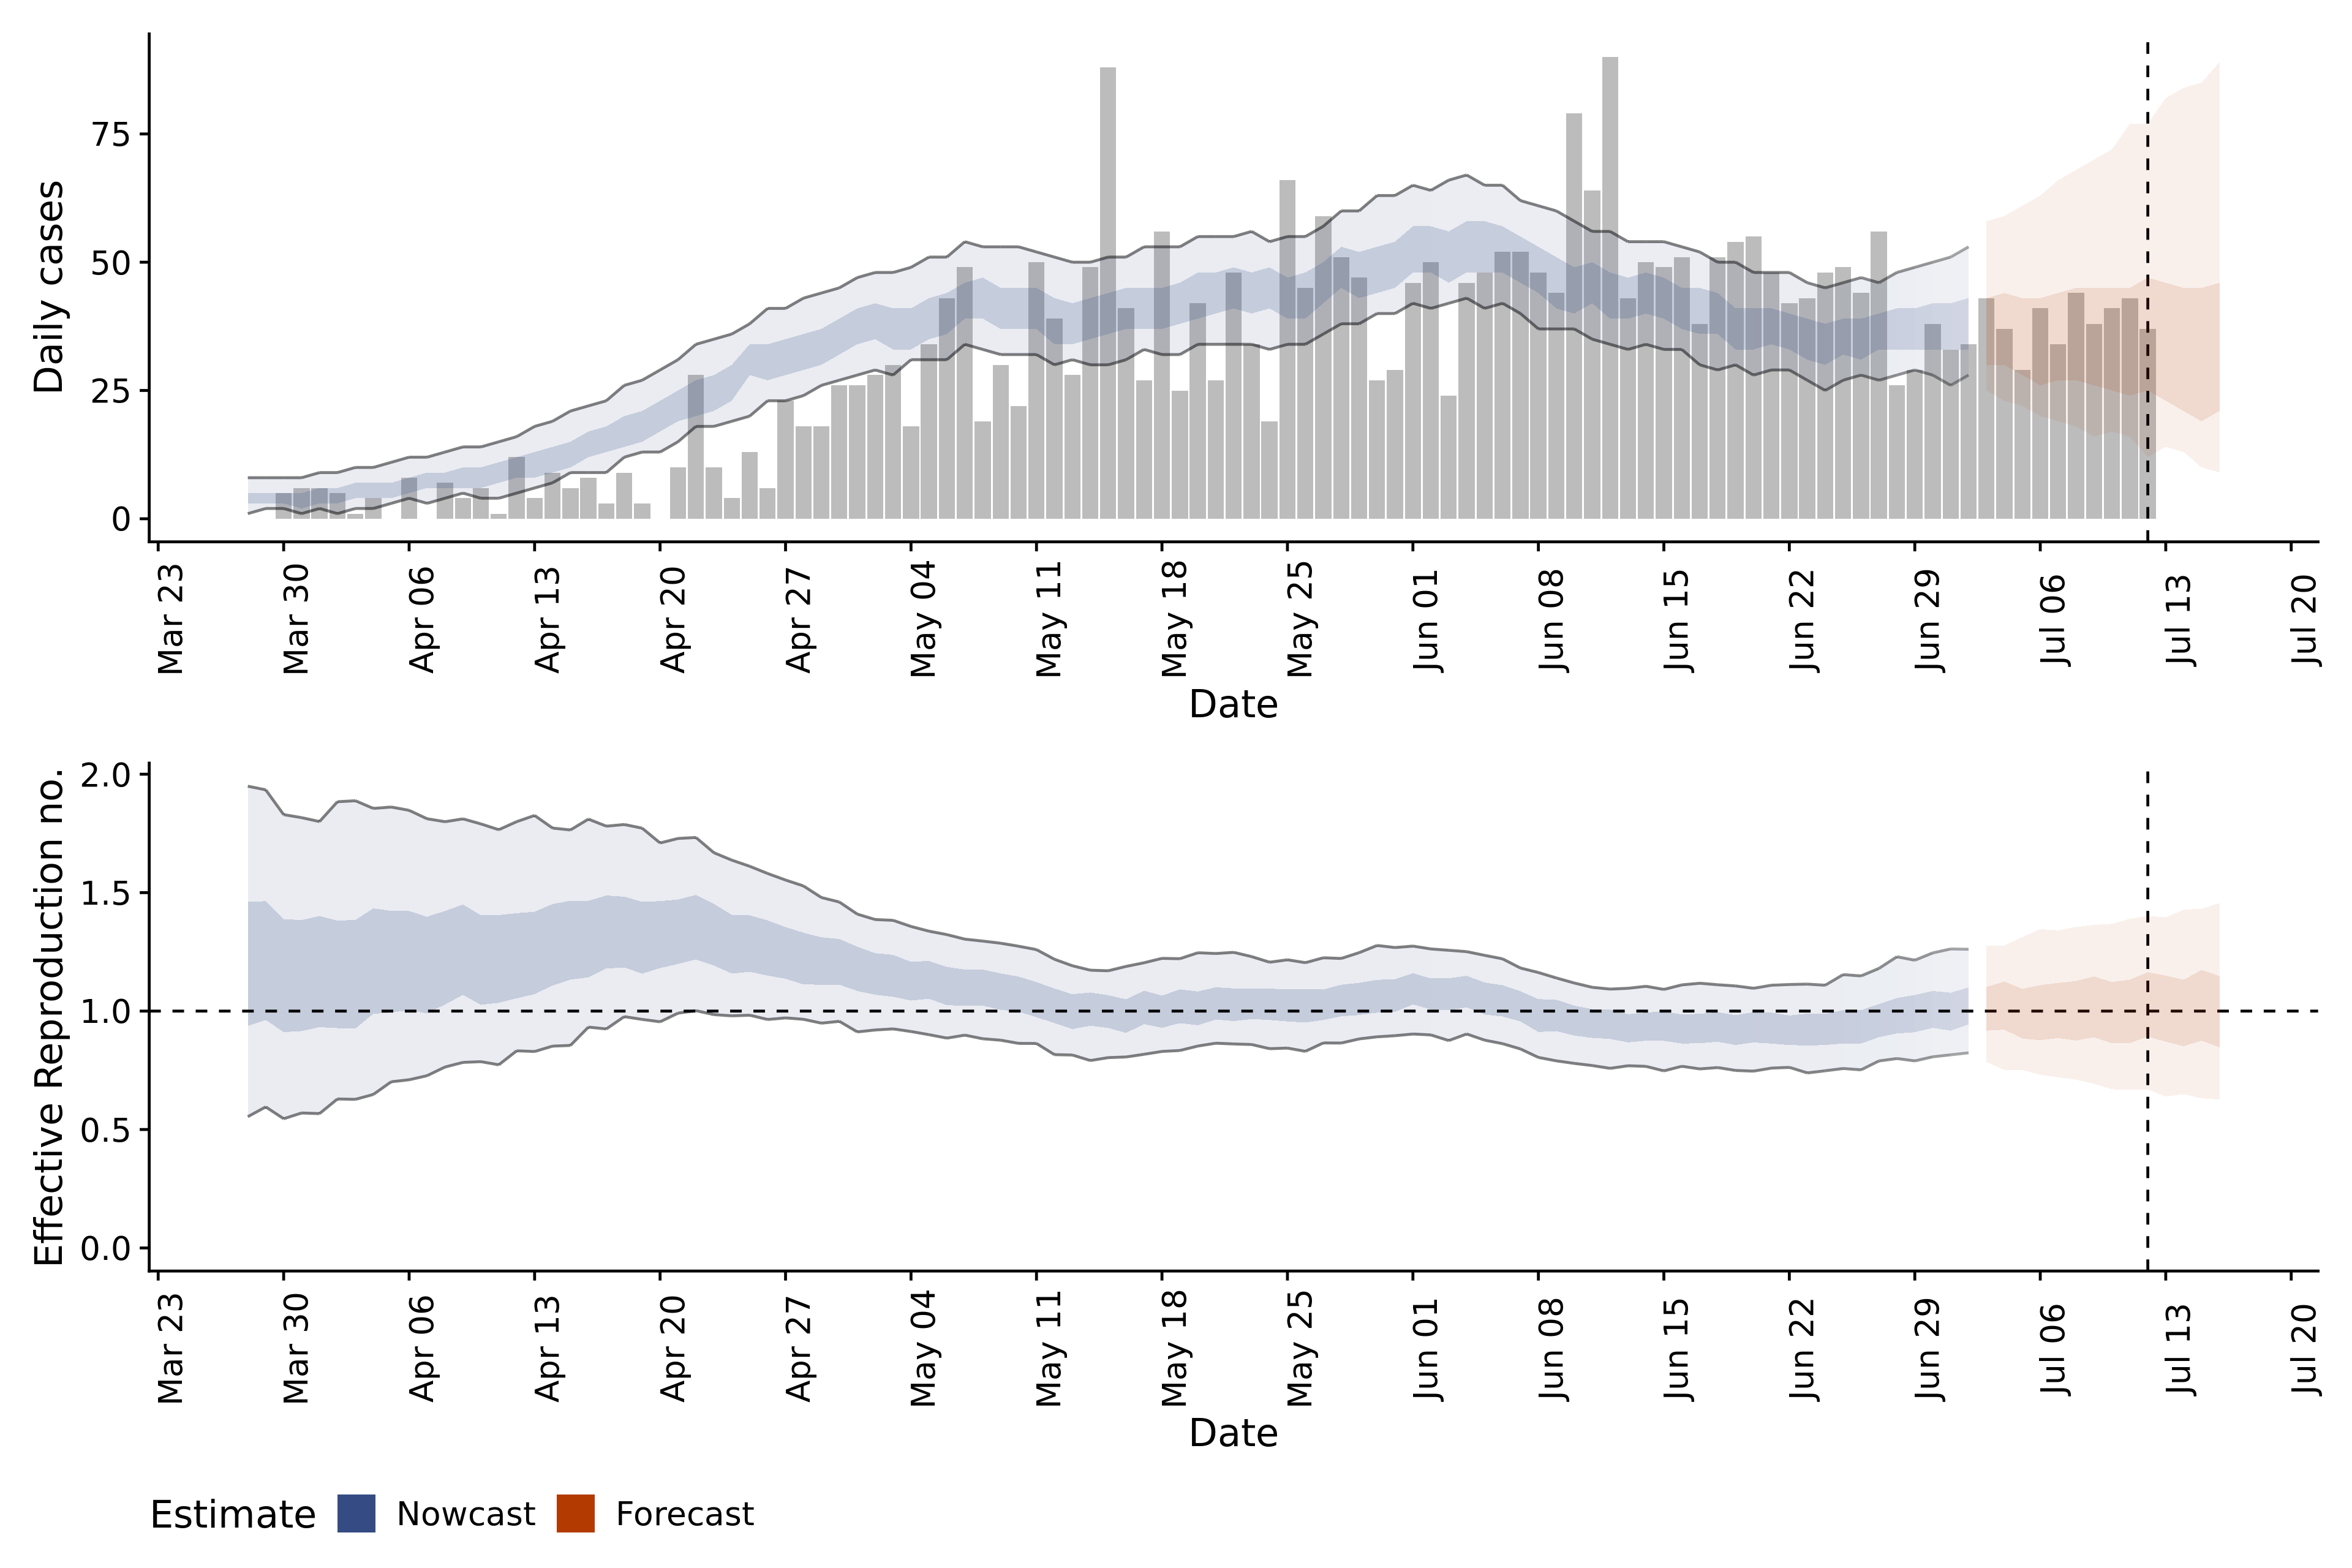 Daily cases
75
50
25
0
Mar 23 Mar 30 Apr 06 Apr 13 Apr 20 Apr 27 May 04 May 11 May 18 May 25 Jun 01 Jun 08 Jun 15 Jun 22 Jun 29 Jul 06 Jul 13 Jul 20
Date
Effective Reproduction no.
2.0
1.5
1.0
0.5
0.0
Mar 23 Mar 30 Apr 06 Apr 13 Apr 20 Apr 27 May 04 May 11 May 18 May 25 Jun 01 Jun 08 Jun 15 Jun 22 Jun 29 Jul 06 Jul 13 Jul 20
Date
Estimate Nowcast Forecast